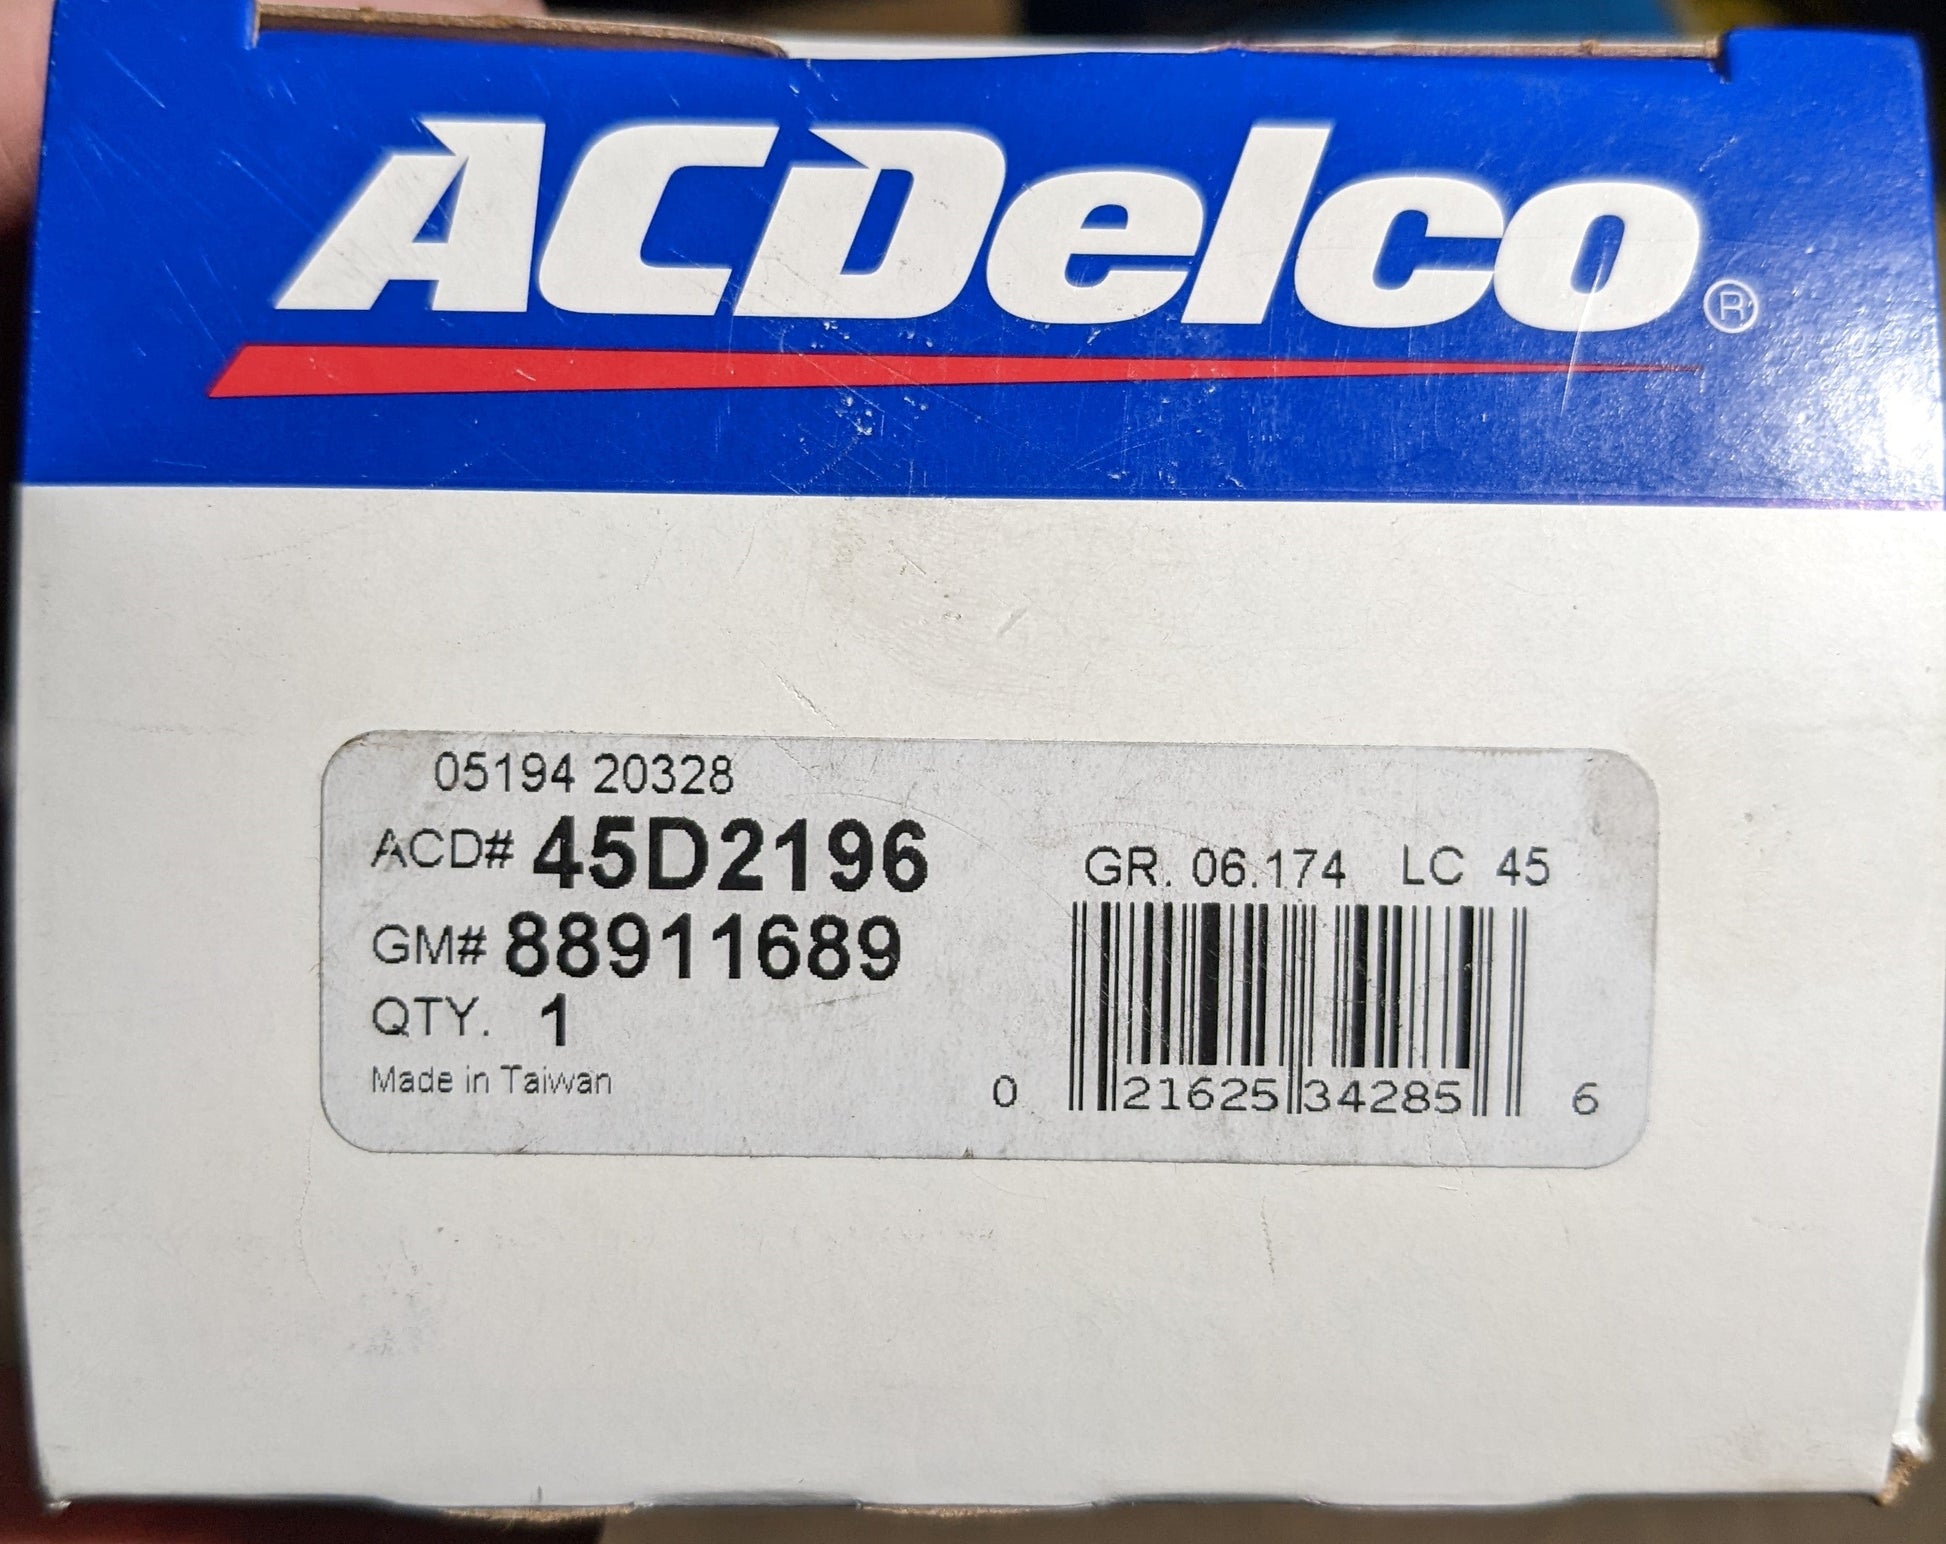 ACDelco®
05194 20328
ACD# 45D2196
GM# 88911689
QTY. 1
Made in Taiwan
GR. 06.174 LC 45
0 21625 34285 6